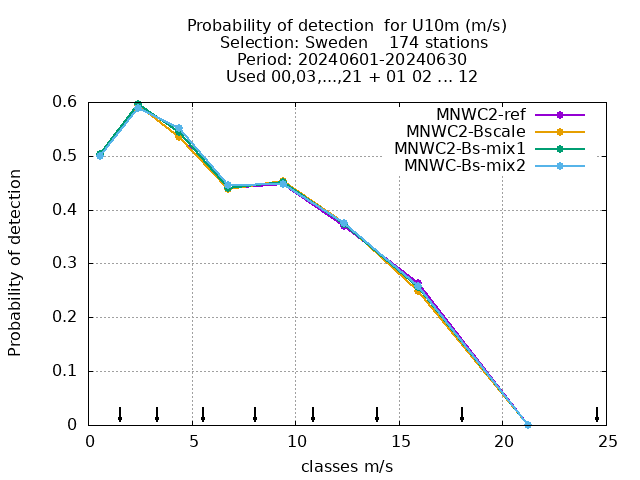 Probability of detection  for U10m (m/s)
Selection: Sweden    174 stations
Period: 20240601-20240630
Used 00,03,...,21 + 01 02 ... 12
MNWC2-ref
MNWC2-Bscale
MNWC2-Bs-mix1
MNWC-Bs-mix2
Probability of detection
0.6
0.5
0.4
0.3
0.2
0.1
0
0 5 10 15 20 25
classes m/s